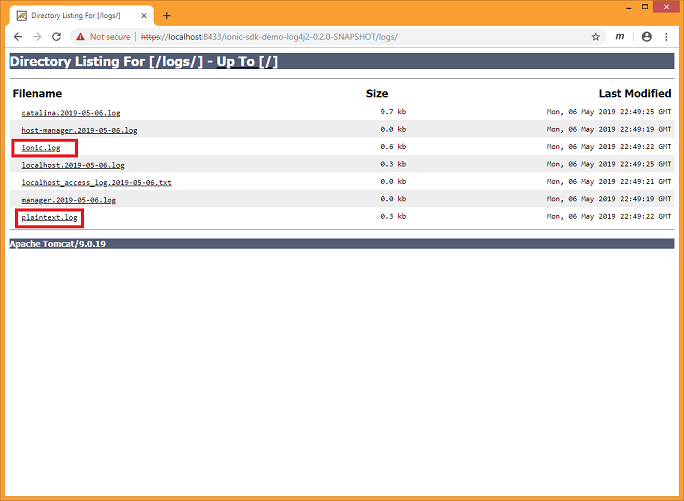 Directory Listing For [/logs/]
Not secure https://localhost:8433/ionic-sdk-demo-log4j2-0.2.0-SNAPSHOT/logs/ m
Directory Listing For [/logs/] - Up To [/]
Filename Size Last Modified
catalina.2019-05-06.log 9.7 kb Mon, 06 May 2019 22:49:25 GMT
host-manager.2019-05-06.log 0.0 kb Mon, 06 May 2019 22:49:19 GMT
ionic.log 0.6 kb Mon, 06 May 2019 22:49:22 GMT
localhost.2019-05-06.log 0.3 kb Mon, 06 May 2019 22:49:25 GMT
localhost_access_log.2019-05-06.txt 0.0 kb Mon, 06 May 2019 22:49:21 GMT
manager.2019-05-06.log 0.0 kb Mon, 06 May 2019 22:49:19 GMT
plaintext.log 0.3 kb Mon, 06 May 2019 22:49:22 GMT
Apache Tomcat/9.0.19